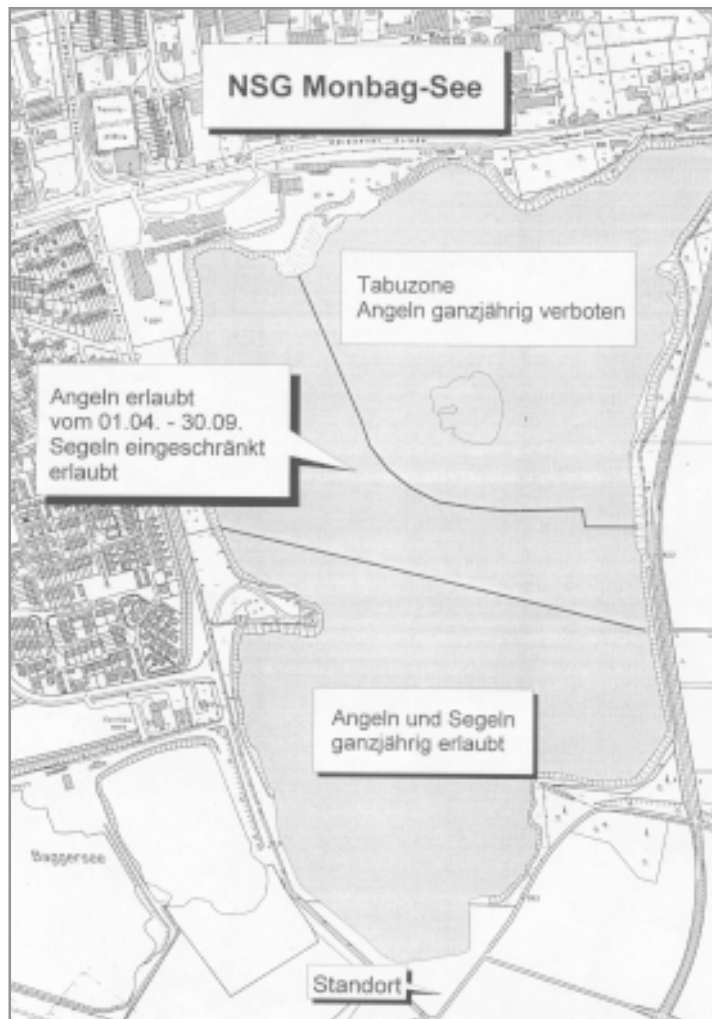 NSG Monbag-See
Tabuzone
Angeln ganzjährig verboten
Angeln erlaubt
vom 01.04. - 30.09.
Segeln eingeschränkt
erlaubt
Angeln und Segeln
ganzjährig erlaubt
Baggersee
Standort